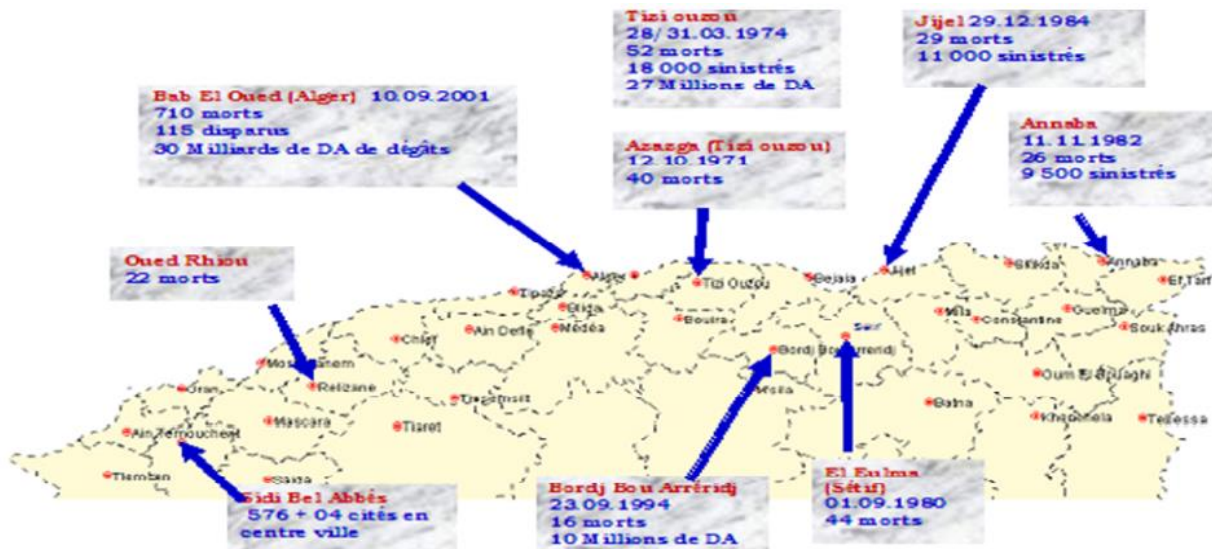 Tizi ouzou
28/ 31.03.1974
52 morts
18 000 sinistrés
27 Millions de DA
Jijel 29.12.1984
29 morts
11 000 sinistrés
Bab El Oued (Alger) 10.09.2001
710 morts
115 disparus
30 Milliards de DA de dégâts
Azazga (Tizi ouzou)
12.10.1971
40 morts
Annaba
11.11.1982
26 morts
9 500 sinistrés
Oued Rhiou
22 morts
Alger
Tizi Ouzou
Bejaia
Jijel
Skikda
Annaba
El Tarf
Tipaza
Blida
Bouira
Mila
Constantine
Guelma
Souk Ahras
Chlef
Ain Defla
Médéa
Bordj Bou Arreridj
Oran
Relizane
M'sila
Oum El Bouaghi
Ain Temouchent
Mascara
Tiaret
Batna
Khenchela
Tebessa
Tlemcen
Saida
Sidi Bel Abbés
576 + 04 cités en
centre ville
Bordj Bou Arréridj
23.09.1994
16 morts
10 Millions de DA
El Eulma
(Sétif)
01.09.1980
44 morts